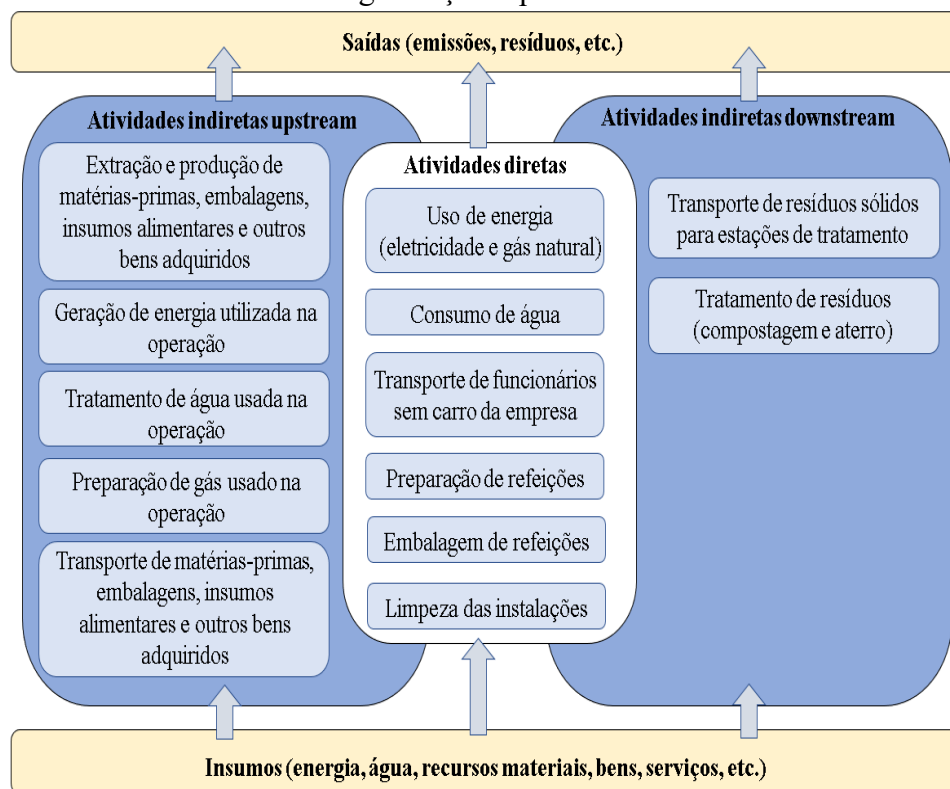 Saídas (emissões, resíduos, etc.)
Atividades indiretas upstream
Extração e produção de
matérias-primas, embalagens,
insumos alimentares e outros
bens adquiridos
Geração de energia utilizada na
operação
Tratamento de água usada na
operação
Preparação de gás usado na
operação
Transporte de matérias-primas,
embalagens, insumos
alimentares e outros bens
adquiridos
Atividades diretas
Uso de energia
(eletricidade e gás natural)
Consumo de água
Transporte de funcionários
sem carro da empresa
Preparação de refeições
Embalagem de refeições
Limpeza das instalações
Atividades indiretas downstream
Transporte de resíduos sólidos
para estações de tratamento
Tratamento de resíduos
(compostagem e aterro)
Insumos (energia, água, recursos materiais, bens, serviços, etc.)